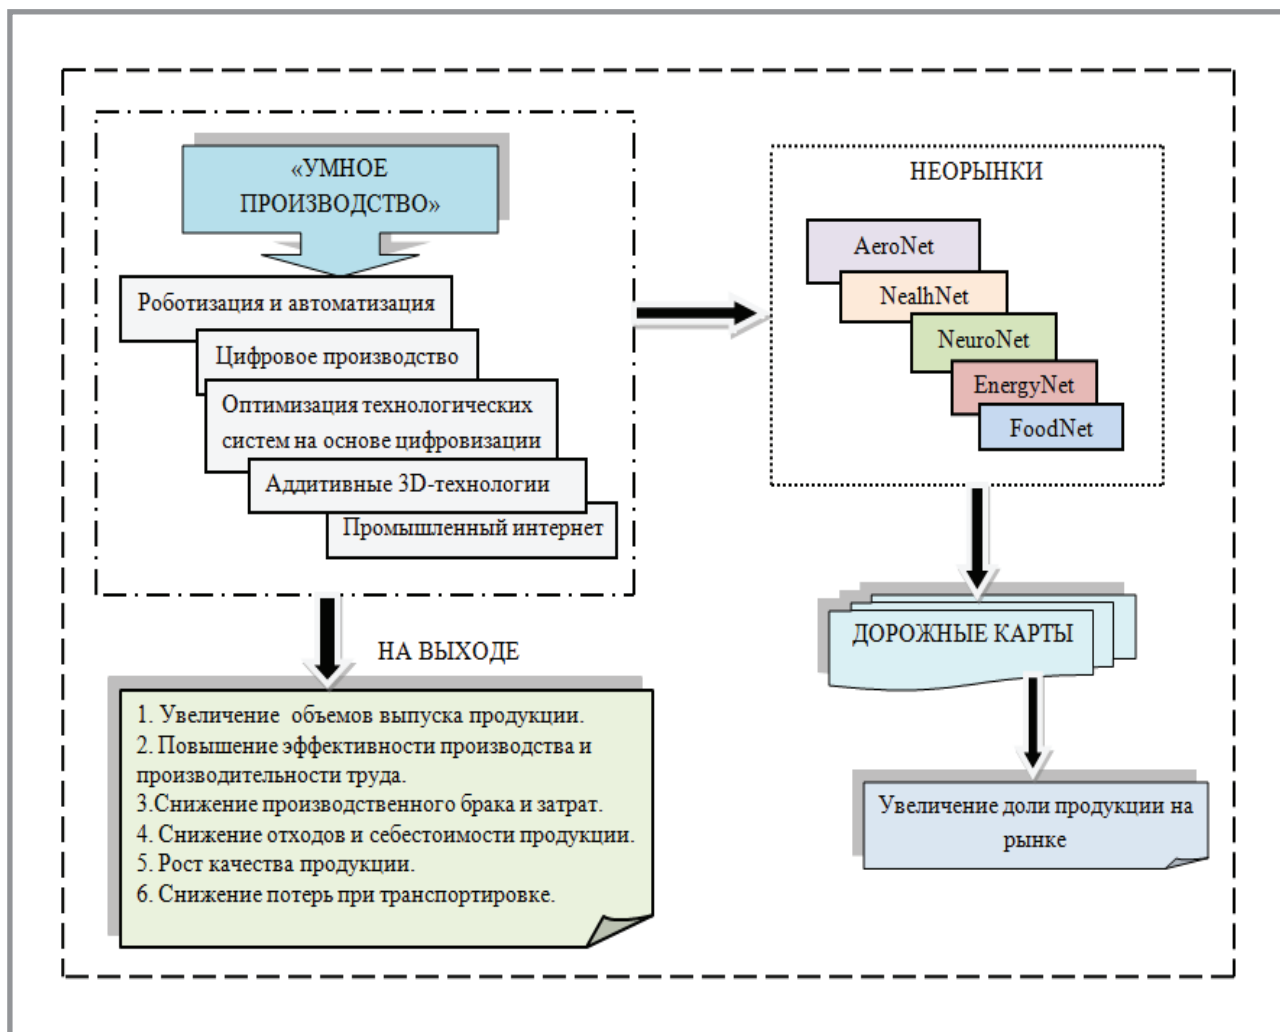 «УМНОЕ
ПРОИЗВОДСТВО»
Роботизация и автоматизация
Цифровое производство
Оптимизация технологических
систем на основе цифровизации
Аддитивные 3D-технологии
Промышленный интернет
НЕОРЫНКИ
AeroNet
NealhNet
NeuroNet
EnergyNet
FoodNet
НА ВЫХОДЕ
1. Увеличение объемов выпуска продукции.
2. Повышение эффективности производства и
производительности труда.
3.Снижение производственного брака и затрат.
4. Снижение отходов и себестоимости продукции.
5. Рост качества продукции.
6. Снижение потерь при транспортировке.
ДОРОЖНЫЕ КАРТЫ
Увеличение доли продукции на
рынке